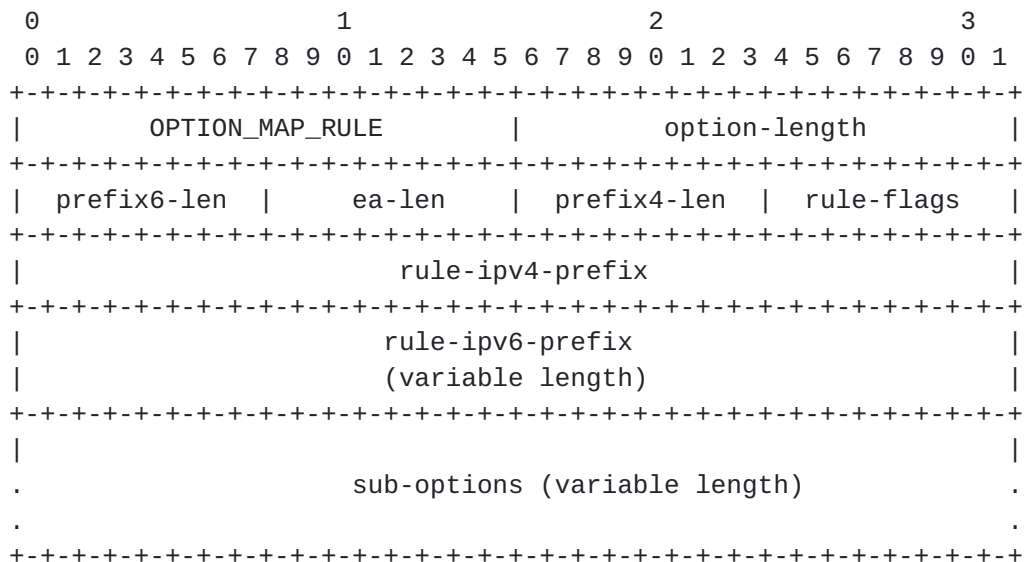 0                   1                   2                   3
 0 1 2 3 4 5 6 7 8 9 0 1 2 3 4 5 6 7 8 9 0 1 2 3 4 5 6 7 8 9 0 1
+-+-+-+-+-+-+-+-+-+-+-+-+-+-+-+-+-+-+-+-+-+-+-+-+-+-+-+-+-+-+-+-+
|        OPTION_MAP_RULE        |         option-length         |
+-+-+-+-+-+-+-+-+-+-+-+-+-+-+-+-+-+-+-+-+-+-+-+-+-+-+-+-+-+-+-+-+
|  prefix6-len  |     ea-len    |  prefix4-len  |  rule-flags   |
+-+-+-+-+-+-+-+-+-+-+-+-+-+-+-+-+-+-+-+-+-+-+-+-+-+-+-+-+-+-+-+-+
|                        rule-ipv4-prefix                       |
+-+-+-+-+-+-+-+-+-+-+-+-+-+-+-+-+-+-+-+-+-+-+-+-+-+-+-+-+-+-+-+-+
|                       rule-ipv6-prefix                        |
|                       (variable length)                       |
+-+-+-+-+-+-+-+-+-+-+-+-+-+-+-+-+-+-+-+-+-+-+-+-+-+-+-+-+-+-+-+-+
|                                                               |
.                     sub-options (variable length)             .
.                                                               .
+-+-+-+-+-+-+-+-+-+-+-+-+-+-+-+-+-+-+-+-+-+-+-+-+-+-+-+-+-+-+-+-+